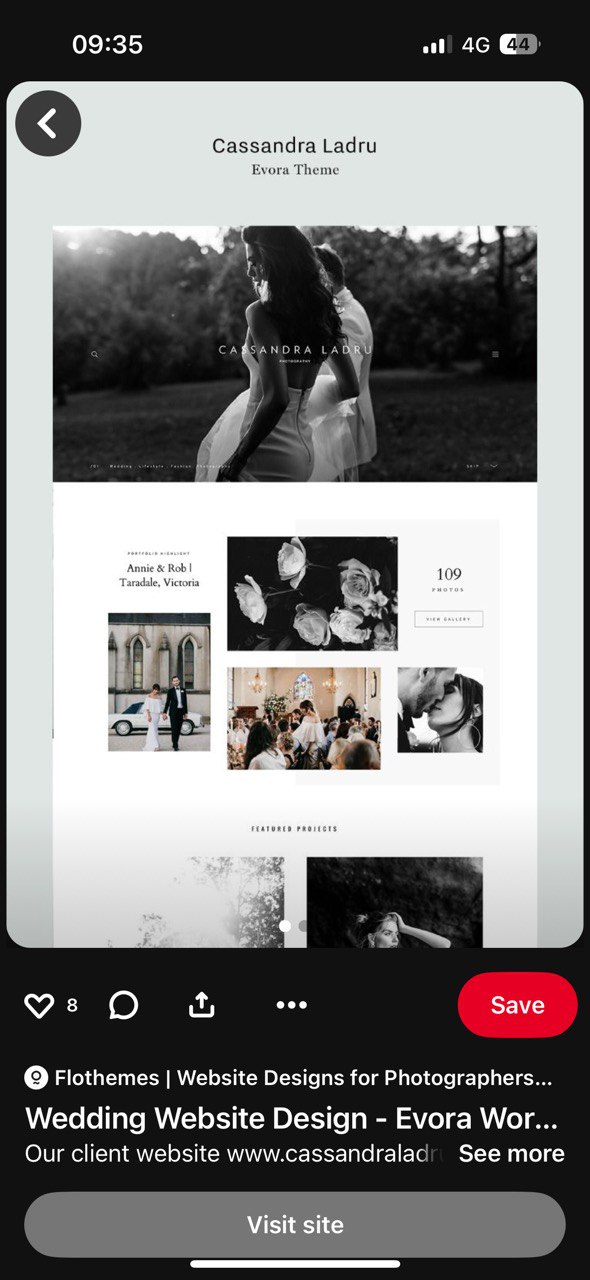 09:35
4G 44
Cassandra Ladru
Evora Theme
CASSANDRA LADRU
PHOTOGRAPHY
/01 Wedding . Lifestyle . Fashion . Photography
SKIP
PORTFOLIO HIGHLIGHT
Annie & Rob |
Taradale, Victoria
109
PHOTOS
VIEW GALLERY
FEATURED PROJECTS
8
Save
Flothemes | Website Designs for Photographers...
Wedding Website Design - Evora Wor...
Our client website www.cassandraladru See more
Visit site